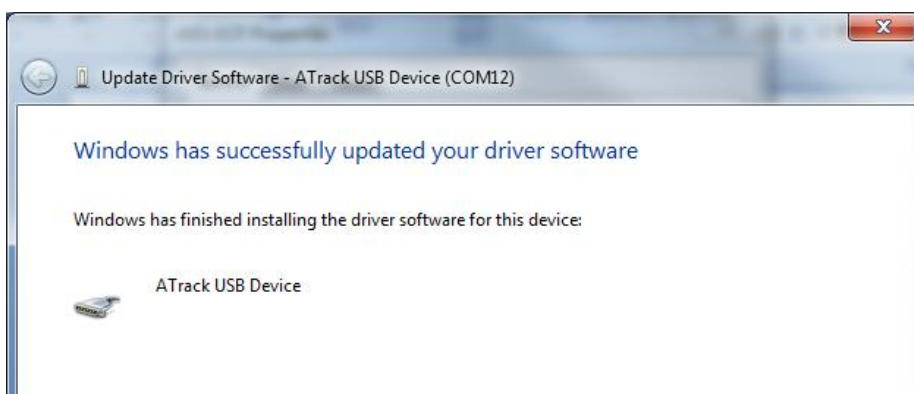 Update Driver Software - ATrack USB Device (COM12)
Windows has successfully updated your driver software
Windows has finished installing the driver software for this device:
ATrack USB Device